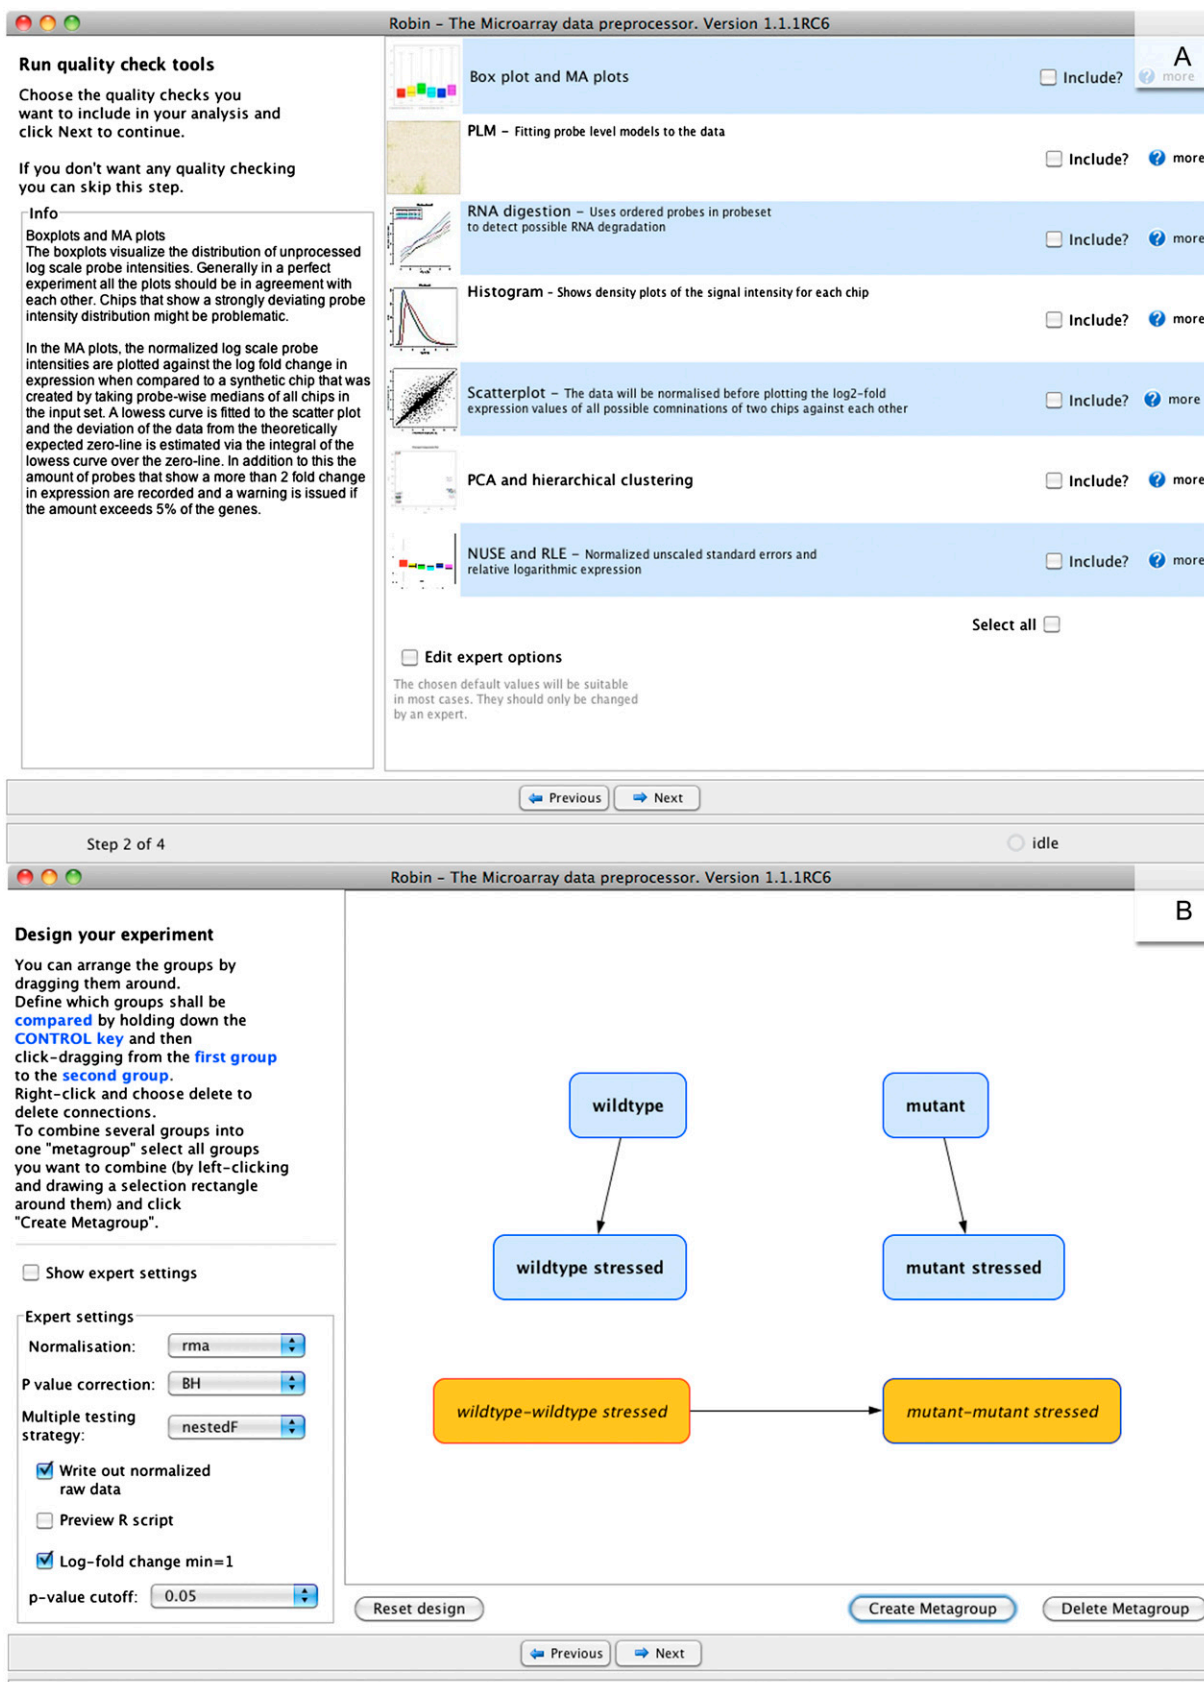 Robin – The Microarray data preprocessor. Version 1.1.1RC6
A
Run quality check tools
Choose the quality checks you
want to include in your analysis and
click Next to continue.
If you don't want any quality checking
you can skip this step.
Info
Boxplots and MA plots
The boxplots visualize the distribution of unprocessed
log scale probe intensities. Generally in a perfect
experiment all the plots should be in agreement with
each other. Chips that show a strongly deviating probe
intensity distribution might be problematic.
In the MA plots, the normalized log scale probe
intensities are plotted against the log fold change in
expression when compared to a synthetic chip that was
created by taking probe-wise medians of all chips in
the input set. A lowess curve is fitted to the scatter plot
and the deviation of the data from the theoretically
expected zero-line is estimated via the integral of the
lowess curve over the zero-line. In addition to this the
amount of probes that show a more than 2 fold change
in expression are recorded and a warning is issued if
the amount exceeds 5% of the genes.
Box plot and MA plots
Include? ? more
PLM – Fitting probe level models to the data
Include? ? more
RNA digestion – Uses ordered probes in probeset
to detect possible RNA degradation
Include? ? more
Histogram – Shows density plots of the signal intensity for each chip
Include? ? more
Scatterplot – The data will be normalised before plotting the log2-fold
expression values of all possible comninations of two chips against each other
Include? ? more
PCA and hierarchical clustering
Include? ? more
NUSE and RLE – Normalized unscaled standard errors and
relative logarithmic expression
Include? ? more
Select all
Edit expert options
The chosen default values will be suitable
in most cases. They should only be changed
by an expert.
Previous Next
Step 2 of 4
idle
Robin – The Microarray data preprocessor. Version 1.1.1RC6
B
Design your experiment
You can arrange the groups by
dragging them around.
Define which groups shall be
compared by holding down the
CONTROL key and then
click-dragging from the first group
to the second group.
Right-click and choose delete to
delete connections.
To combine several groups into
one "metagroup" select all groups
you want to combine (by left-clicking
and drawing a selection rectangle
around them) and click
"Create Metagroup".
Show expert settings
Expert settings
Normalisation: rma
P value correction: BH
Multiple testing
strategy: nestedF
Write out normalized
raw data
Preview R script
Log-fold change min=1
p-value cutoff: 0.05
wildtype
mutant
wildtype stressed
mutant stressed
wildtype-wildtype stressed
mutant-mutant stressed
Reset design
Create Metagroup
Delete Metagroup
Previous Next